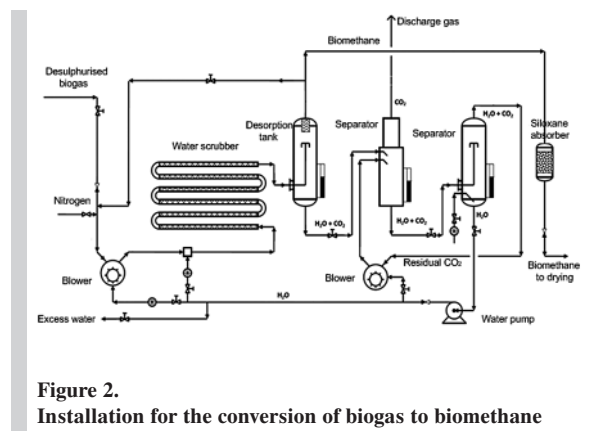 Discharge gas
Biomethane
Desulphurised
biogas
CO₂
H₂O + CO₂
Desorption
tank
Separator
Separator
Siloxane
absorber
Water scrubber
Nitrogen
H₂O + CO₂
H₂O + CO₂
H₂O
Residual CO₂
Blower
Blower
Biomethane
to drying
H₂O
Excess water
Water pump
Figure 2.
Installation for the conversion of biogas to biomethane